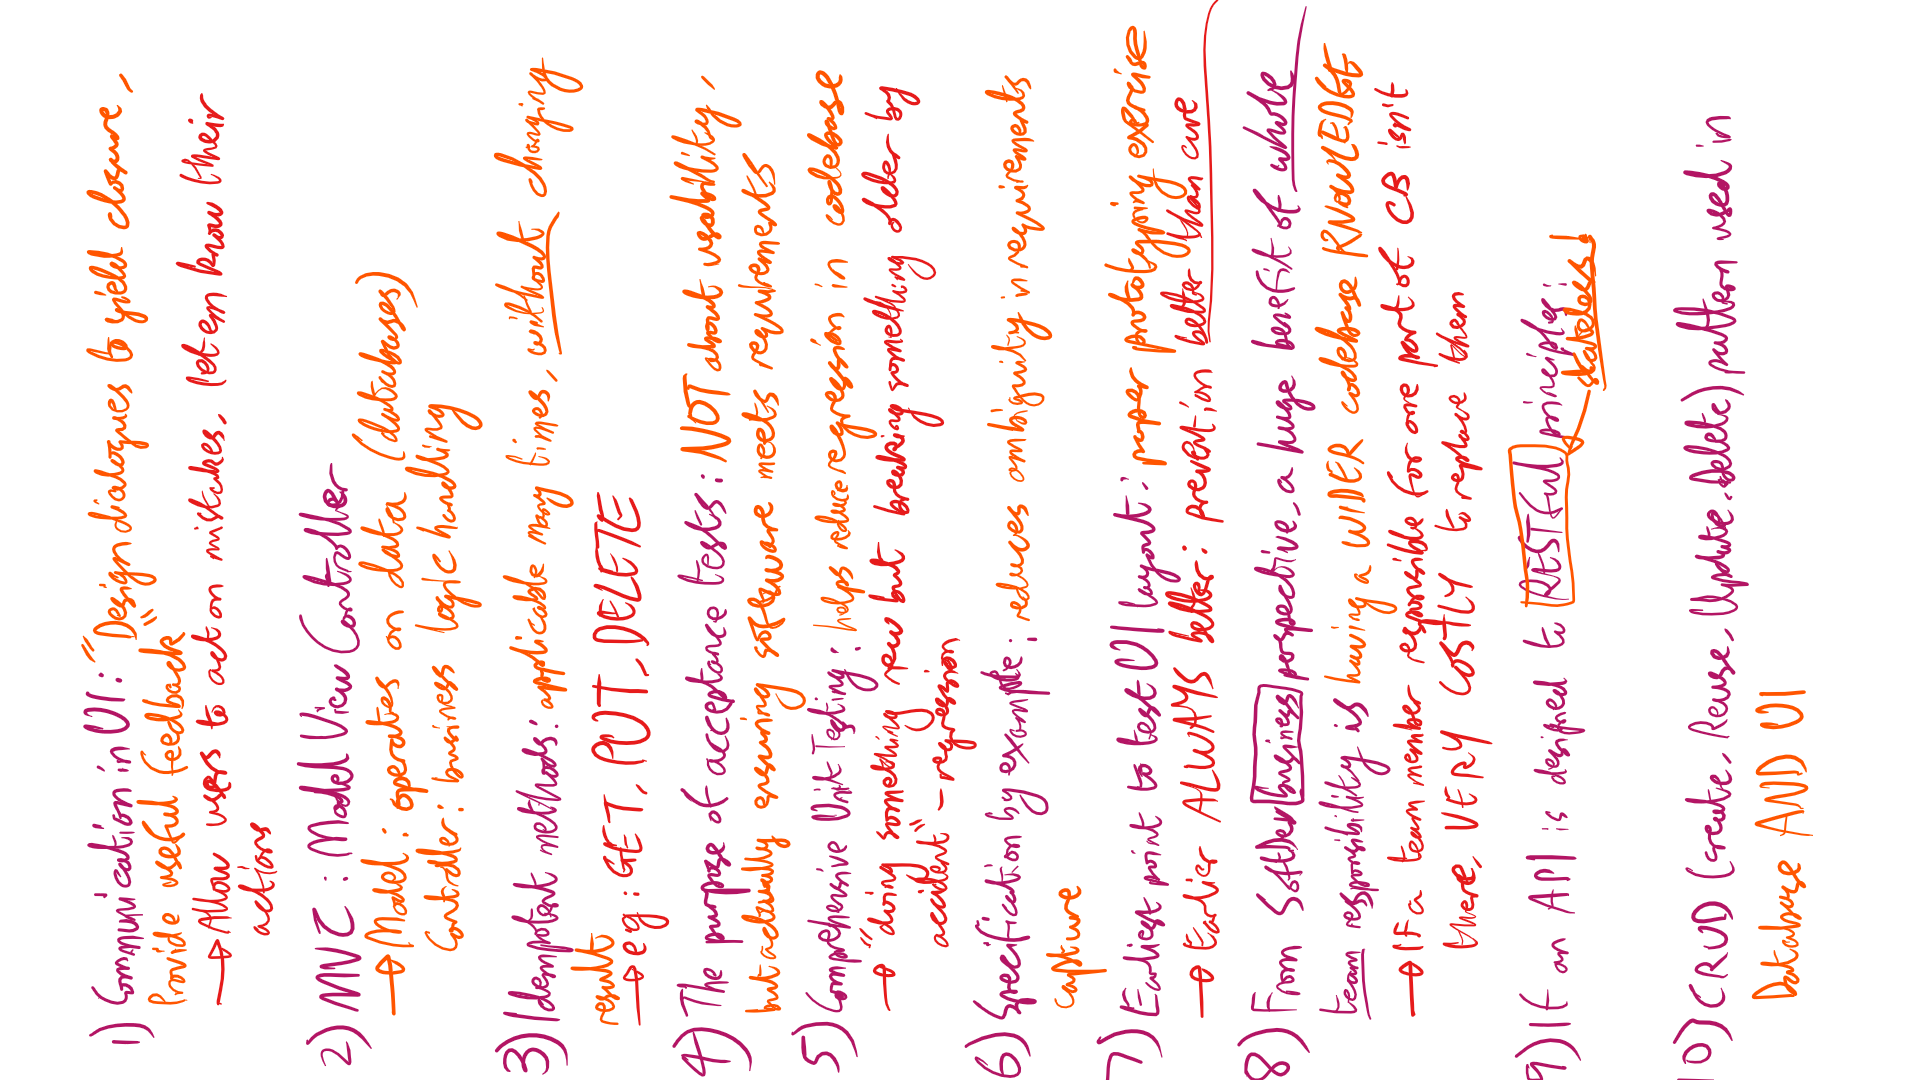 1) Communication in UI: "Design dialogues to yield closure,
Provide useful feedback"
→ Allow users to act on mistakes, let em know their
actions
2) MVC: Model View Controller
→ Model: operates on data (databases)
Controller: business logic handling
3) Idempotent methods: applicable many times, without changing
result
→ eg: GET, PUT, DELETE
4) The purpose of acceptance tests: NOT about usability,
but actually ensuring software meets requirements
5) Comprehensive Unit Testing: helps reduce regression in codebase
→ "doing something new but breaking something older by
accident" - regression
6) Specification by example: reduces ambiguity in requirements
capture
7) Earliest point to test UI layout: paper prototyping exercise
→ Earlier ALWAYS better: prevention better than cure
8) From SoftDev business perspective, a huge benefit of whole
team responsibility is having a WIDER codebase KNOWLEDGE
→ If a team member responsible for one part of CB isn't
there, VERY COSTLY to replace them
9) If an API is designed to RESTful principles:
stateless!
10) CRUD (Create, Reuse, Update, Delete) pattern used in
Database AND UI